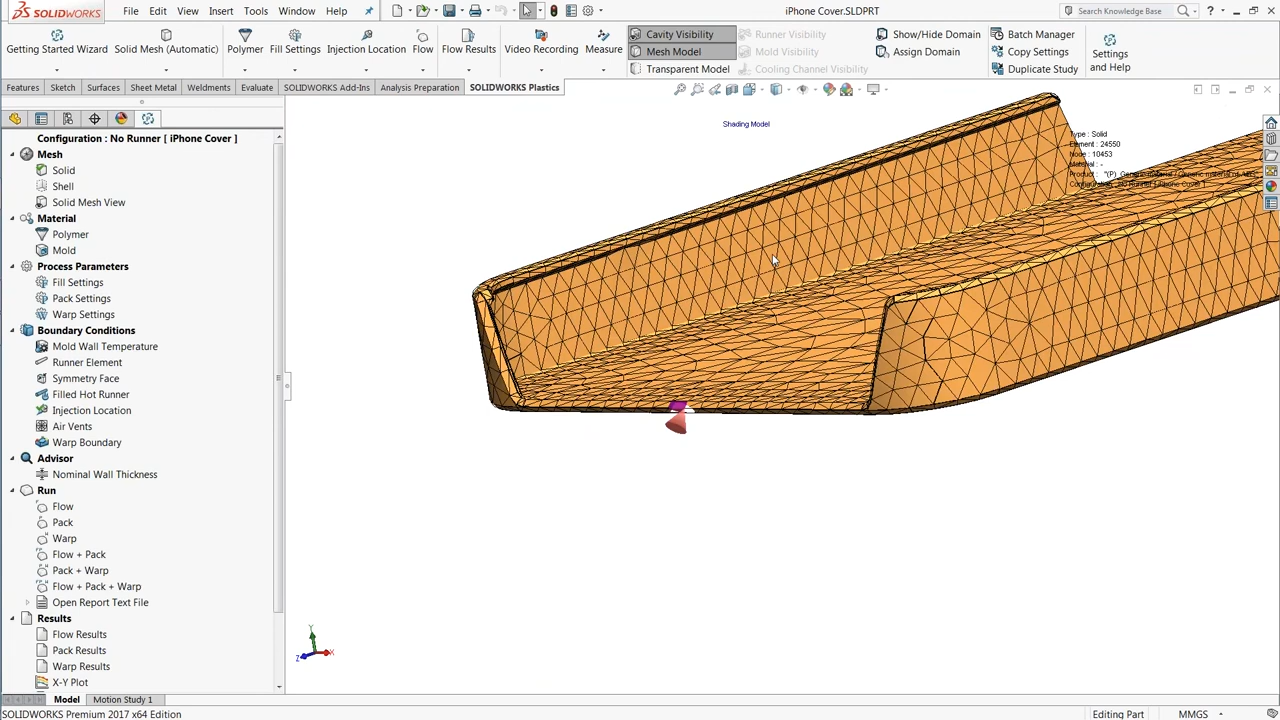 SOLIDWORKS
File Edit View Insert Tools Window Help
iPhone Cover.SLDPRT
Search Knowledge Base
Getting Started Wizard
Solid Mesh (Automatic)
Polymer
Fill Settings
Injection Location
Flow
Flow Results
Video Recording
Measure
Cavity Visibility
Mesh Model
Transparent Model
Runner Visibility
Mold Visibility
Cooling Channel Visibility
Show/Hide Domain
Assign Domain
Batch Manager
Copy Settings
Duplicate Study
Settings
and Help
Features Sketch Surfaces Sheet Metal Weldments Evaluate SOLIDWORKS Add-Ins Analysis Preparation SOLIDWORKS Plastics
Configuration : No Runner [ iPhone Cover ]
Mesh
Solid
Shell
Solid Mesh View
Material
Polymer
Mold
Process Parameters
Fill Settings
Pack Settings
Warp Settings
Boundary Conditions
Mold Wall Temperature
Runner Element
Symmetry Face
Filled Hot Runner
Injection Location
Air Vents
Warp Boundary
Advisor
Nominal Wall Thickness
Run
Flow
Pack
Warp
Flow + Pack
Pack + Warp
Flow + Pack + Warp
Open Report Text File
Results
Flow Results
Pack Results
Warp Results
X-Y Plot
Shading Model
Type : Solid
Element : 24550
Node : 10453
Material : -
Product :
Y
Z
X
Model Motion Study 1
SOLIDWORKS Premium 2017 x64 Edition
Editing Part
MMGS